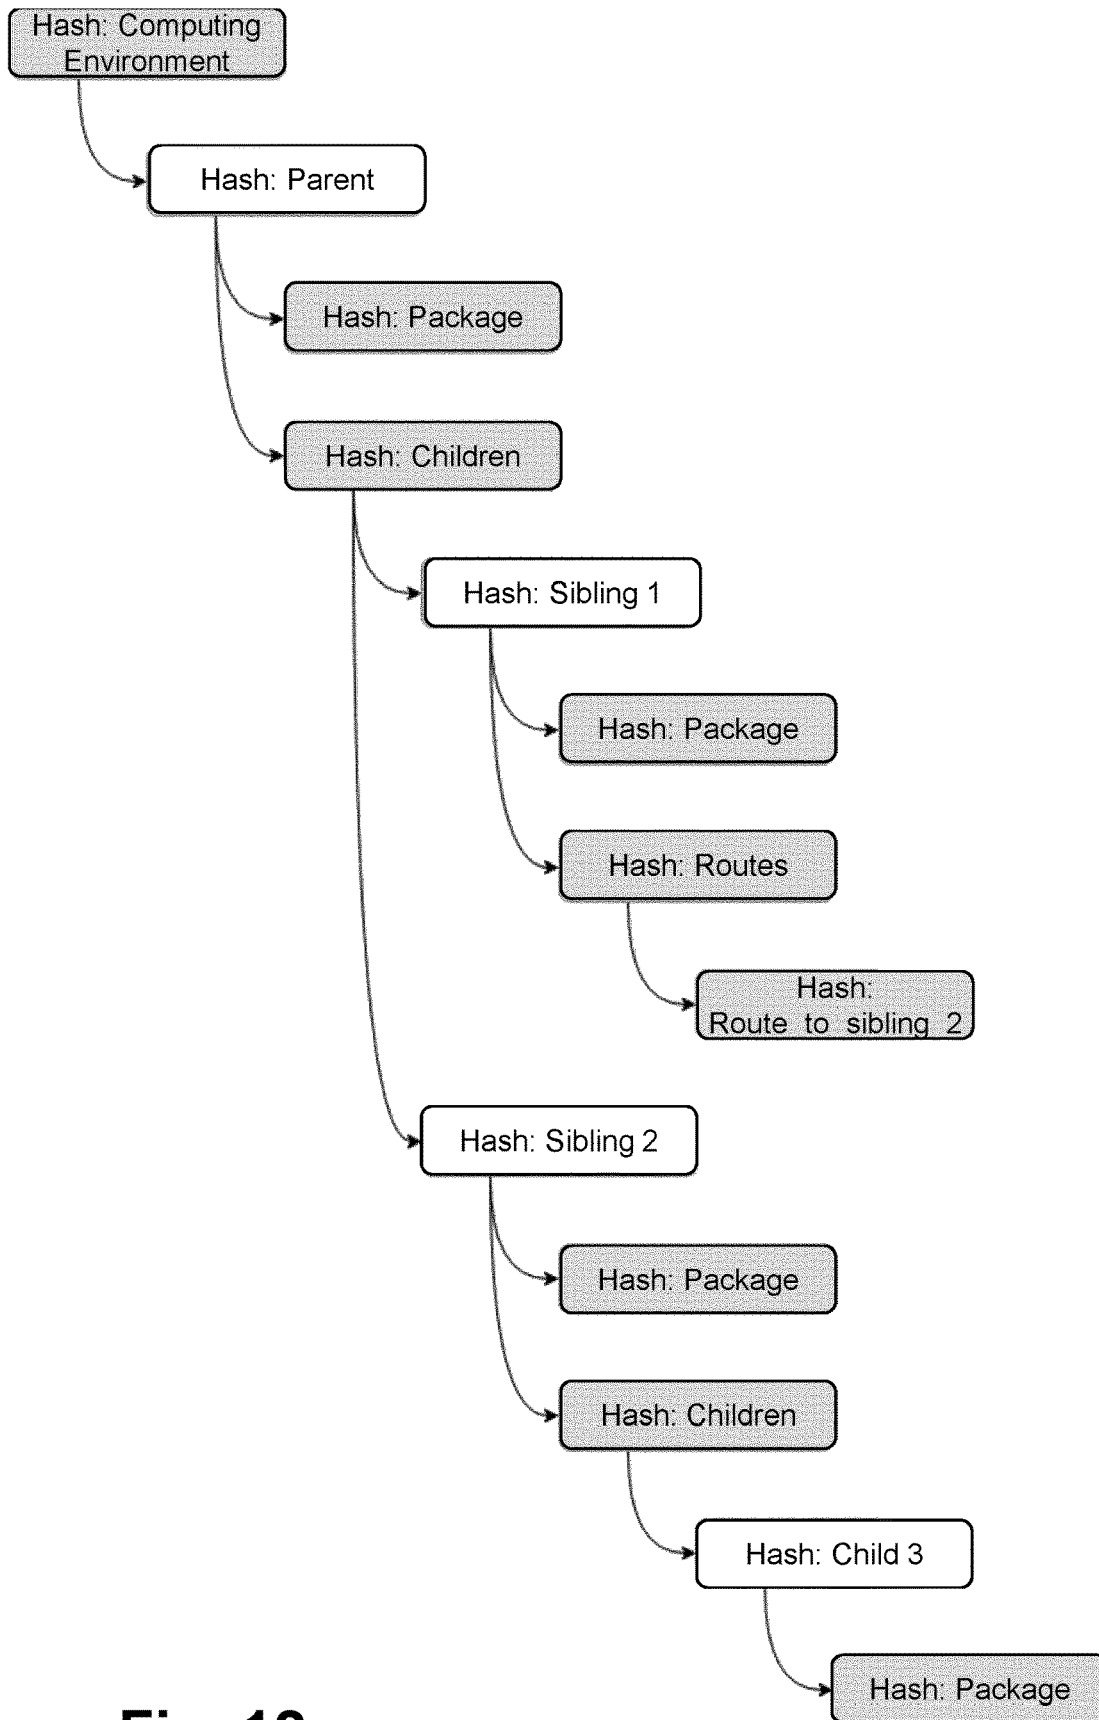 Hash: Computing
Environment
Hash: Parent
Hash: Package
Hash: Children
Hash: Sibling 1
Hash: Package
Hash: Routes
Hash:
Route to sibling 2
Hash: Sibling 2
Hash: Package
Hash: Children
Hash: Child 3
Hash: Package